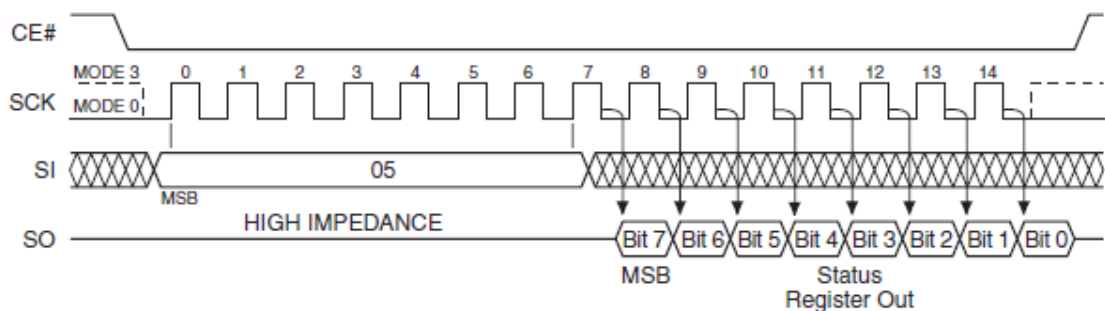 CE#
MODE 3 0 1 2 3 4 5 6 7 8 9 10 11 12 13 14
SCK
MODE 0
SI 05
MSB
HIGH IMPEDANCE
SO Bit 7 Bit 6 Bit 5 Bit 4 Bit 3 Bit 2 Bit 1 Bit 0
MSB Status
Register Out